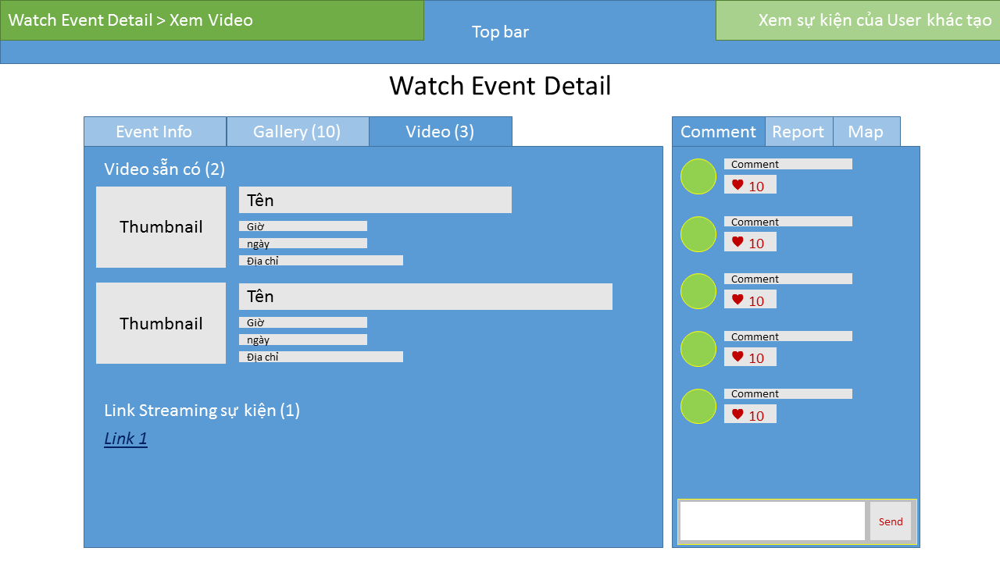 Watch Event Detail > Xem Video
Top bar
Xem sự kiện của User khác tạo
Watch Event Detail
Event Info
Gallery (10)
Video (3)
Video sẵn có (2)
Thumbnail
Tên
Giờ
ngày
Địa chỉ
Thumbnail
Tên
Giờ
ngày
Địa chỉ
Link Streaming sự kiện (1)
Link 1
Comment
Report
Map
Comment
10
Comment
10
Comment
10
Comment
10
Comment
10
Send